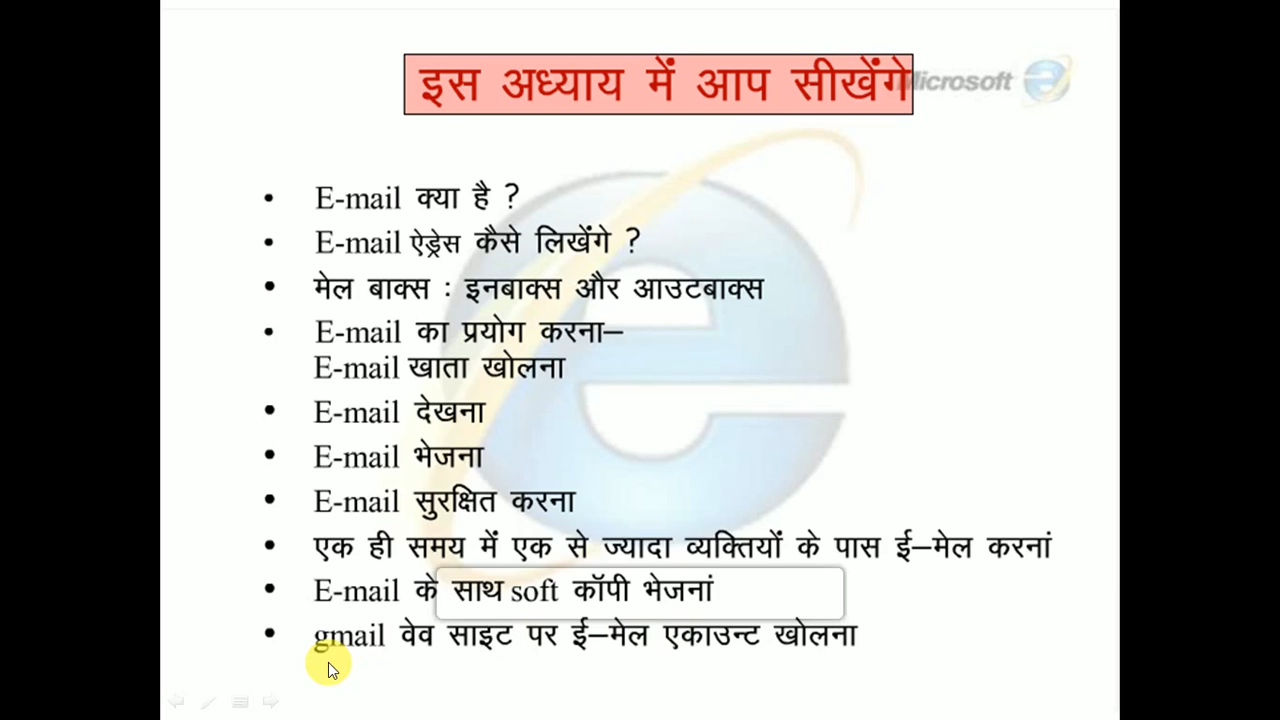 इस अध्याय में आप सीखेंगे
Microsoft
• E-mail क्या है ?
• E-mail ऐड्रेस कैसे लिखेंगे ?
• मेल बाक्स : इनबाक्स और आउटबाक्स
• E-mail का प्रयोग करना–
E-mail खाता खोलना
• E-mail देखना
• E-mail भेजना
• E-mail सुरक्षित करना
• एक ही समय में एक से ज्यादा व्यक्तियों के पास ई–मेल करनां
• E-mail के साथ soft कॉपी भेजनां
• gmail वेव साइट पर ई–मेल एकाउन्ट खोलना